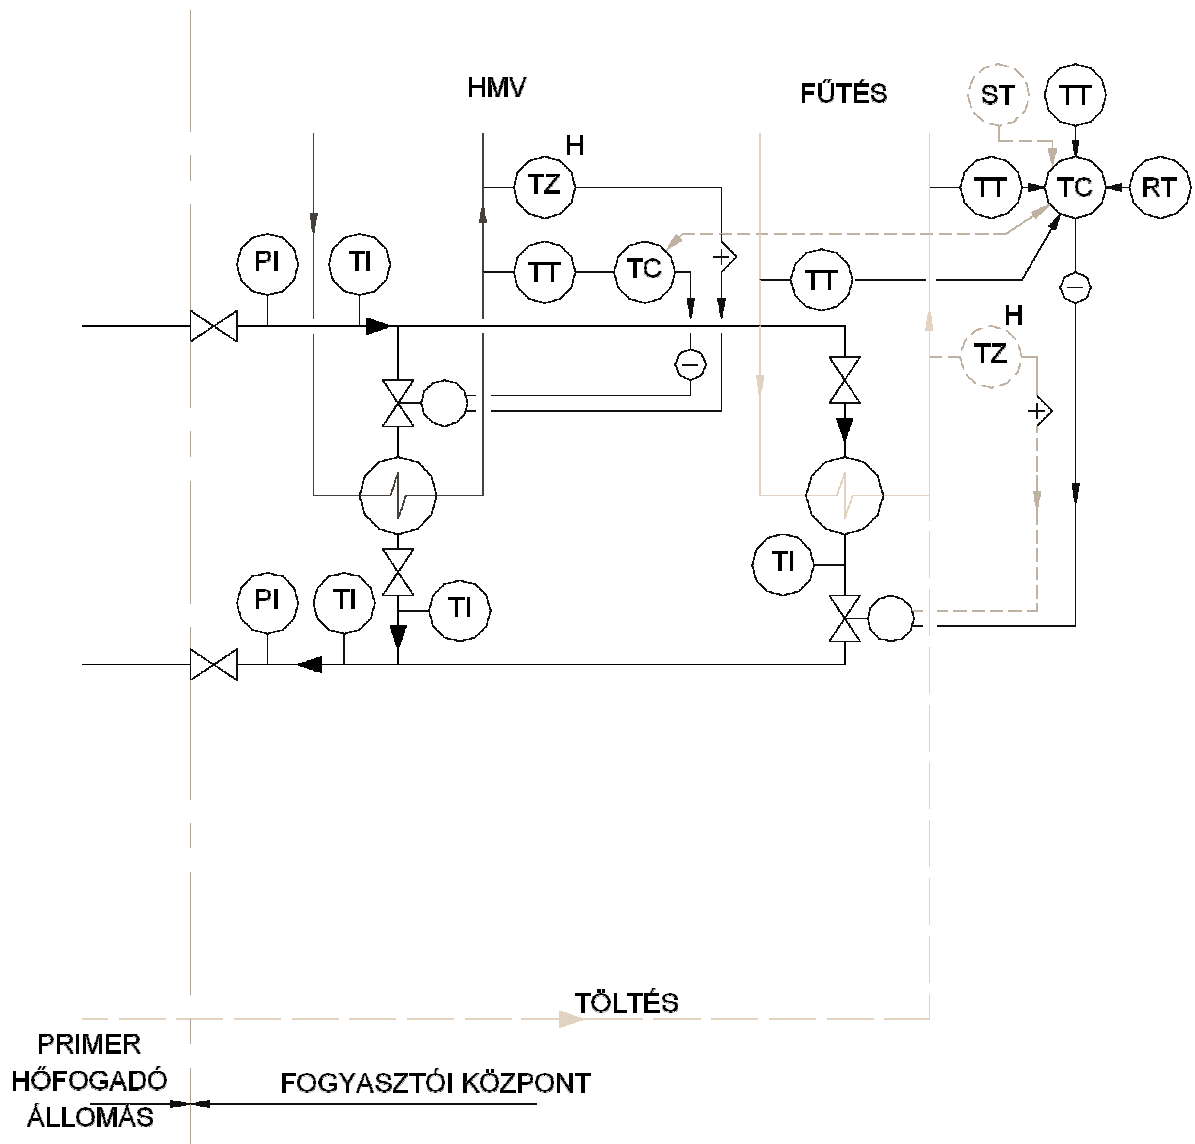 HMV
FŰTÉS
ST
TT
H
TZ
TT
TC
RT
PI
TI
TT
TC
TT
H
TZ
+
−
−
+
TI
PI
TI
TI
TÖLTÉS
PRIMER
HŐFOGADÓ
ÁLLOMÁS
FOGYASZTÓI KÖZPONT